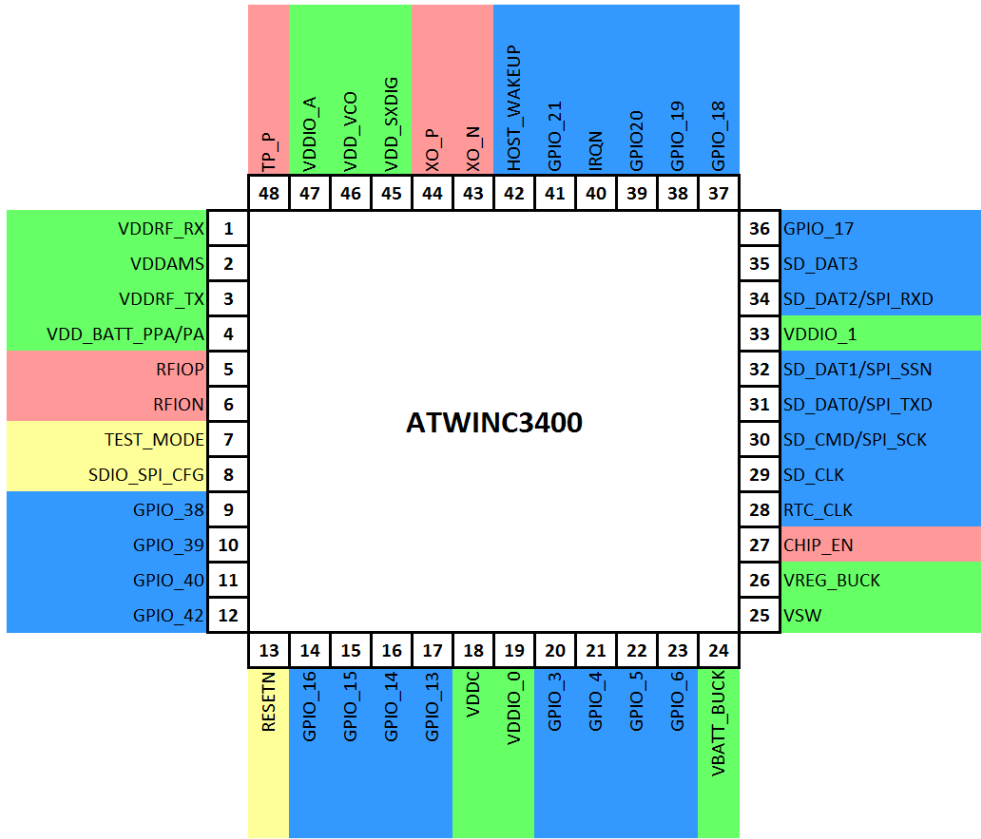 TP_P
VDDIO_A
VDD_VCO
VDD_SXDIG
XO_P
XO_N
HOST_WAKEUP
GPIO_21
IRQN
GPIO20
GPIO_19
GPIO_18
48 47 46 45 44 43 42 41 40 39 38 37
VDDRF_RX 1
VDDAMS 2
VDDRF_TX 3
VDD_BATT_PPA/PA 4
RFIOP 5
RFION 6
TEST_MODE 7
SDIO_SPI_CFG 8
GPIO_38 9
GPIO_39 10
GPIO_40 11
GPIO_42 12
ATWINC3400
36 GPIO_17
35 SD_DAT3
34 SD_DAT2/SPI_RXD
33 VDDIO_1
32 SD_DAT1/SPI_SSN
31 SD_DAT0/SPI_TXD
30 SD_CMD/SPI_SCK
29 SD_CLK
28 RTC_CLK
27 CHIP_EN
26 VREG_BUCK
25 VSW
13 14 15 16 17 18 19 20 21 22 23 24
RESETN
GPIO_16
GPIO_15
GPIO_14
GPIO_13
VDDC
VDDIO_0
GPIO_3
GPIO_4
GPIO_5
GPIO_6
VBATT_BUCK